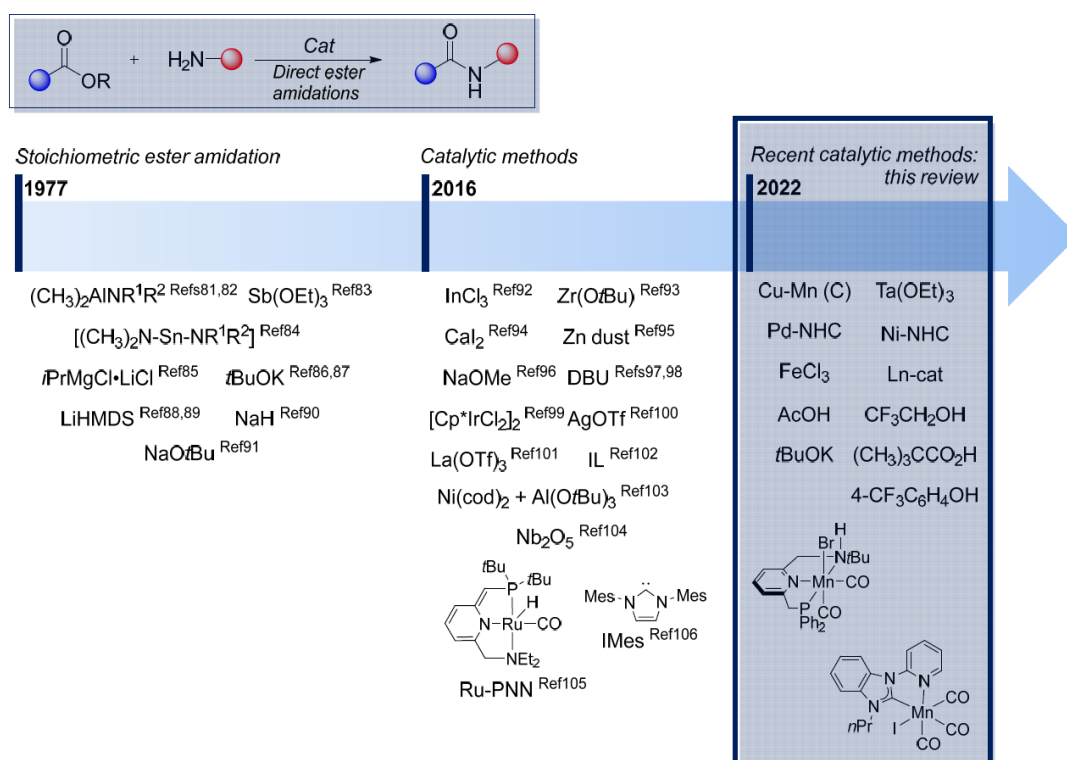 O
OR
+
H₂N
Cat
Direct ester
amidations
O
N
H
Stoichiometric ester amidation
Catalytic methods
Recent catalytic methods:
this review
1977
2016
2022
(CH₃)₂AlNR¹R² Refs81,82 Sb(OEt)₃ Ref83
[(CH₃)₂N-Sn-NR¹R²] Ref84
iPrMgCl•LiCl Ref85 tBuOK Ref86,87
LiHMDS Ref88,89 NaH Ref90
NaOtBu Ref91
InCl₃ Ref92 Zr(OtBu) Ref93
CaI₂ Ref94 Zn dust Ref95
NaOMe Ref96 DBU Refs97,98
[Cp*IrCl₂]₂ Ref99 AgOTf Ref100
La(OTf)₃ Ref101 IL Ref102
Ni(cod)₂ + Al(OtBu)₃ Ref103
Nb₂O₅ Ref104
tBu
P tBu
H
N Ru CO
NEt₂
Ru-PNN Ref105
Mes N N Mes
IMes Ref106
Cu-Mn (C) Ta(OEt)₃
Pd-NHC Ni-NHC
FeCl₃ Ln-cat
AcOH CF₃CH₂OH
tBuOK (CH₃)₃CCO₂H
4-CF₃C₆H₄OH
H
Br
NtBu
N Mn CO
P CO
Ph₂
N N
N Mn CO
nPr I CO
CO